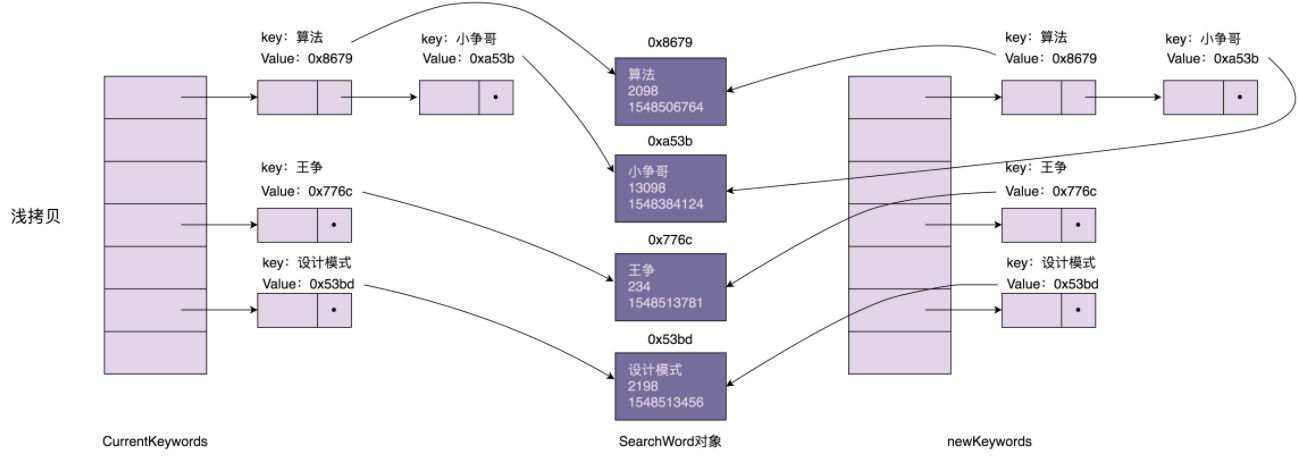 浅拷贝
key：算法
Value：0x8679
key：小争哥
Value：0xa53b
key：王争
Value：0x776c
key：设计模式
Value：0x53bd
CurrentKeywords
0x8679
算法
2098
1548506764
0xa53b
小争哥
13098
1548384124
0x776c
王争
234
1548513781
0x53bd
设计模式
2198
1548513456
SearchWord对象
key：算法
Value：0x8679
key：小争哥
Value：0xa53b
key：王争
Value：0x776c
key：设计模式
Value：0x53bd
newKeywords